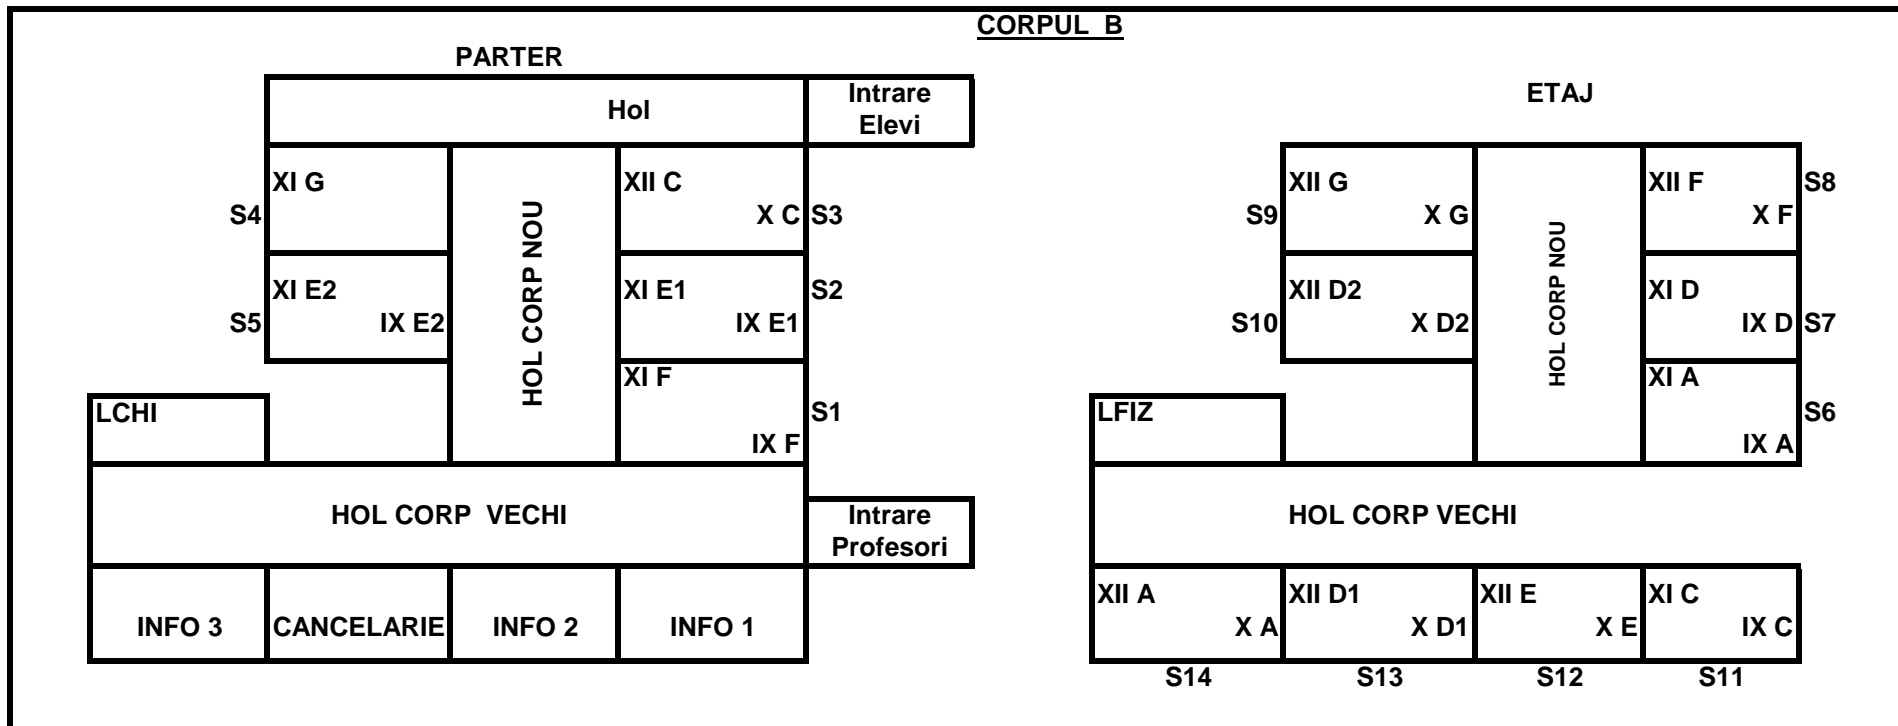 CORPUL B
PARTER
Hol
Intrare
Elevi
XI G
S4
XII C
X C
S3
HOL CORP NOU
XI E2
IX E2
S5
XI E1
IX E1
S2
XI F
IX F
S1
LCHI
HOL CORP VECHI
Intrare
Profesori
INFO 3
CANCELARIE
INFO 2
INFO 1
ETAJ
XII G
X G
S9
XII F
X F
S8
HOL CORP NOU
XII D2
X D2
S10
XI D
IX D
S7
XI A
IX A
S6
LFIZ
HOL CORP VECHI
XII A
X A
XII D1
X D1
XII E
X E
XI C
IX C
S14
S13
S12
S11